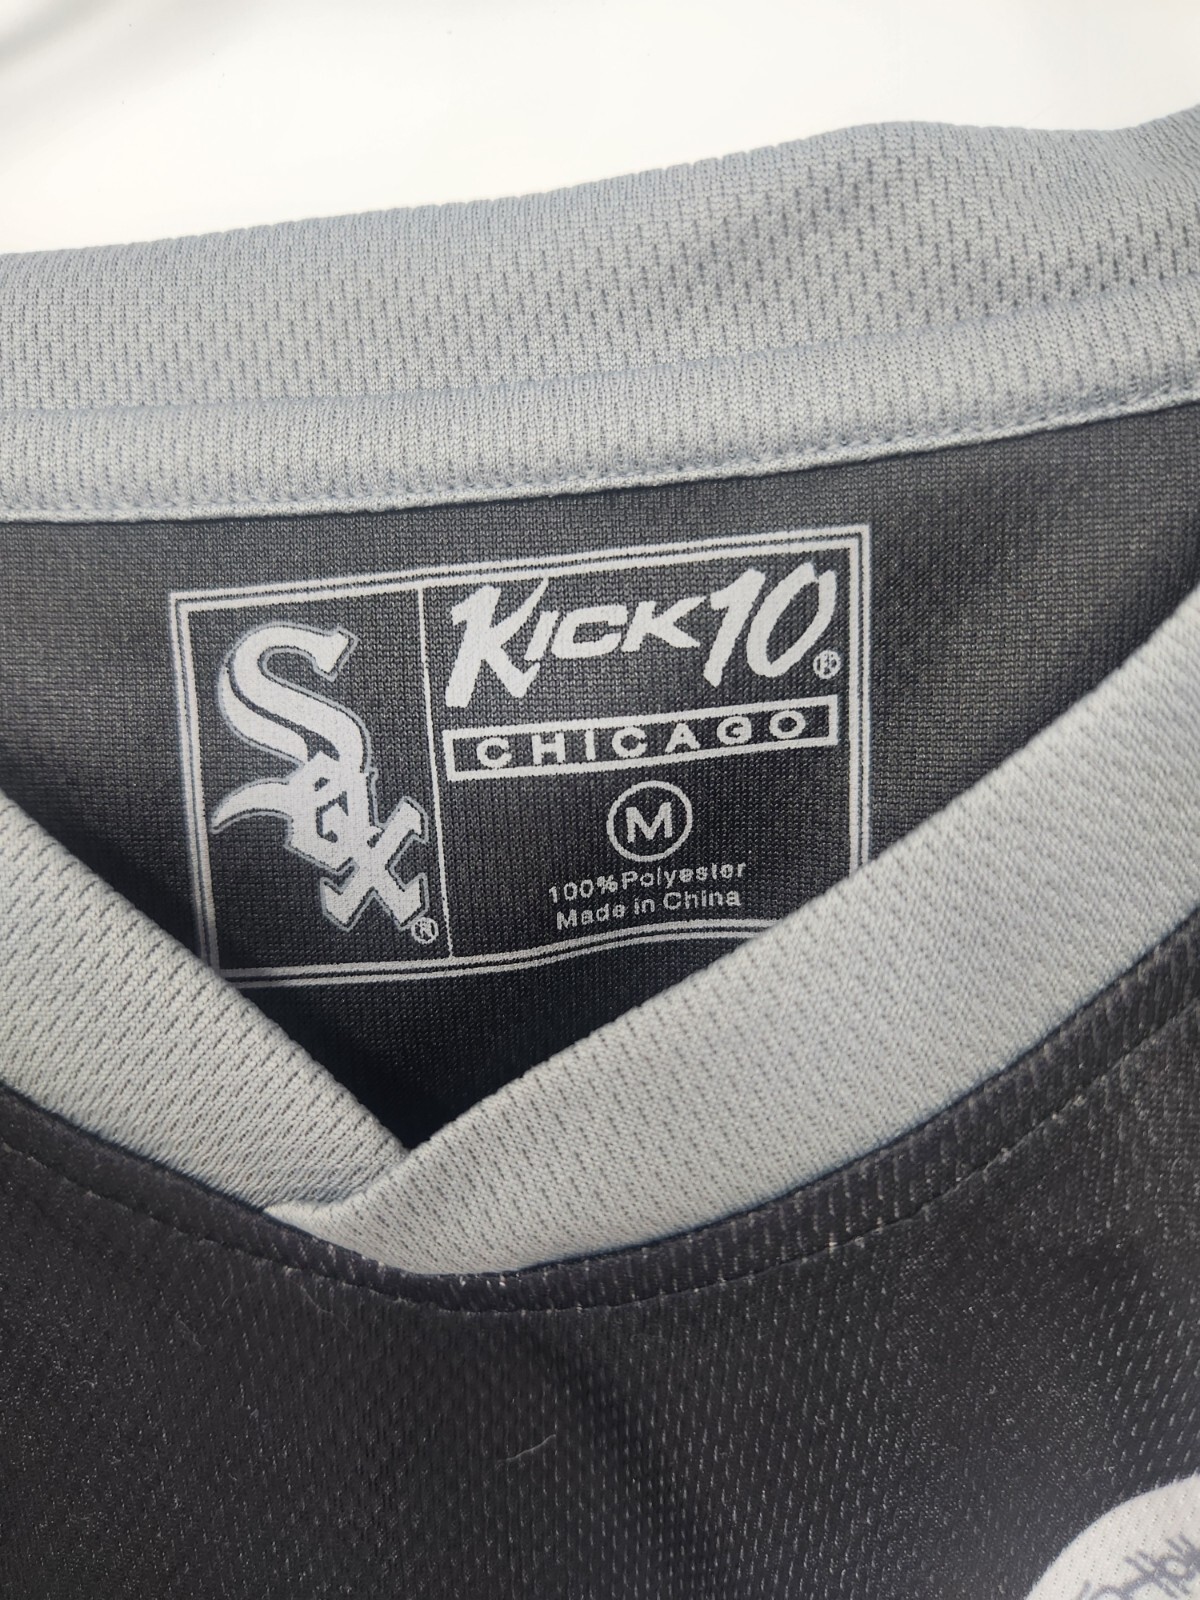 Sox
®
KICK10
®
CHICAGO
M
100%Polyester
Made in China